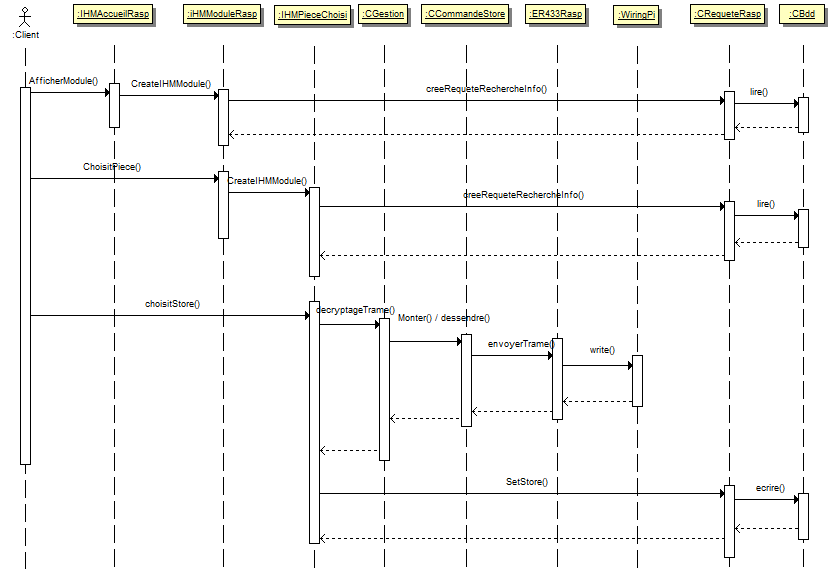 :Client
:IHMAccueilRasp
:iHMModuleRasp
:IHMPieceChoisi
:CGestion
:CCommandeStore
:ER433Rasp
:WiringPi
:CRequeteRasp
:CBdd
AfficherModule()
CreateIHMModule()
creeRequeteRechercheInfo()
lire()
ChoisitPiece()
CreateIHMModule()
creeRequeteRechercheInfo()
lire()
choisitStore()
decryptageTrame()
Monter() / dessendre()
envoyerTrame()
write()
SetStore()
ecrire()